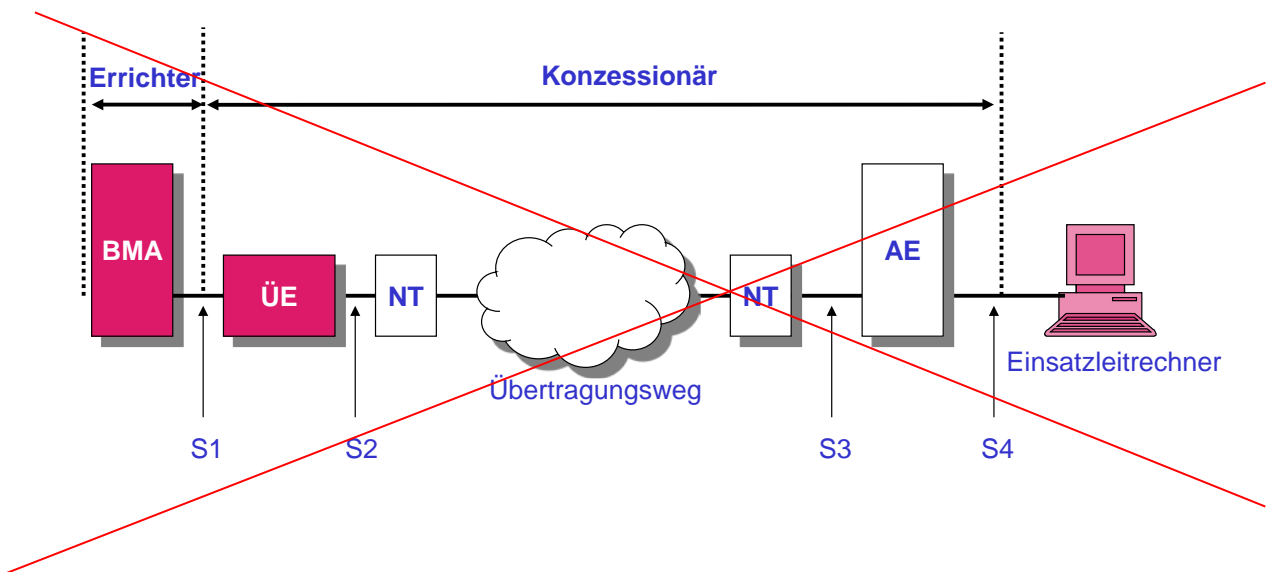 Errichter
Konzessionär
BMA
ÜE
NT
NT
AE
Übertragungsweg
Einsatzleitrechner
S1
S2
S3
S4